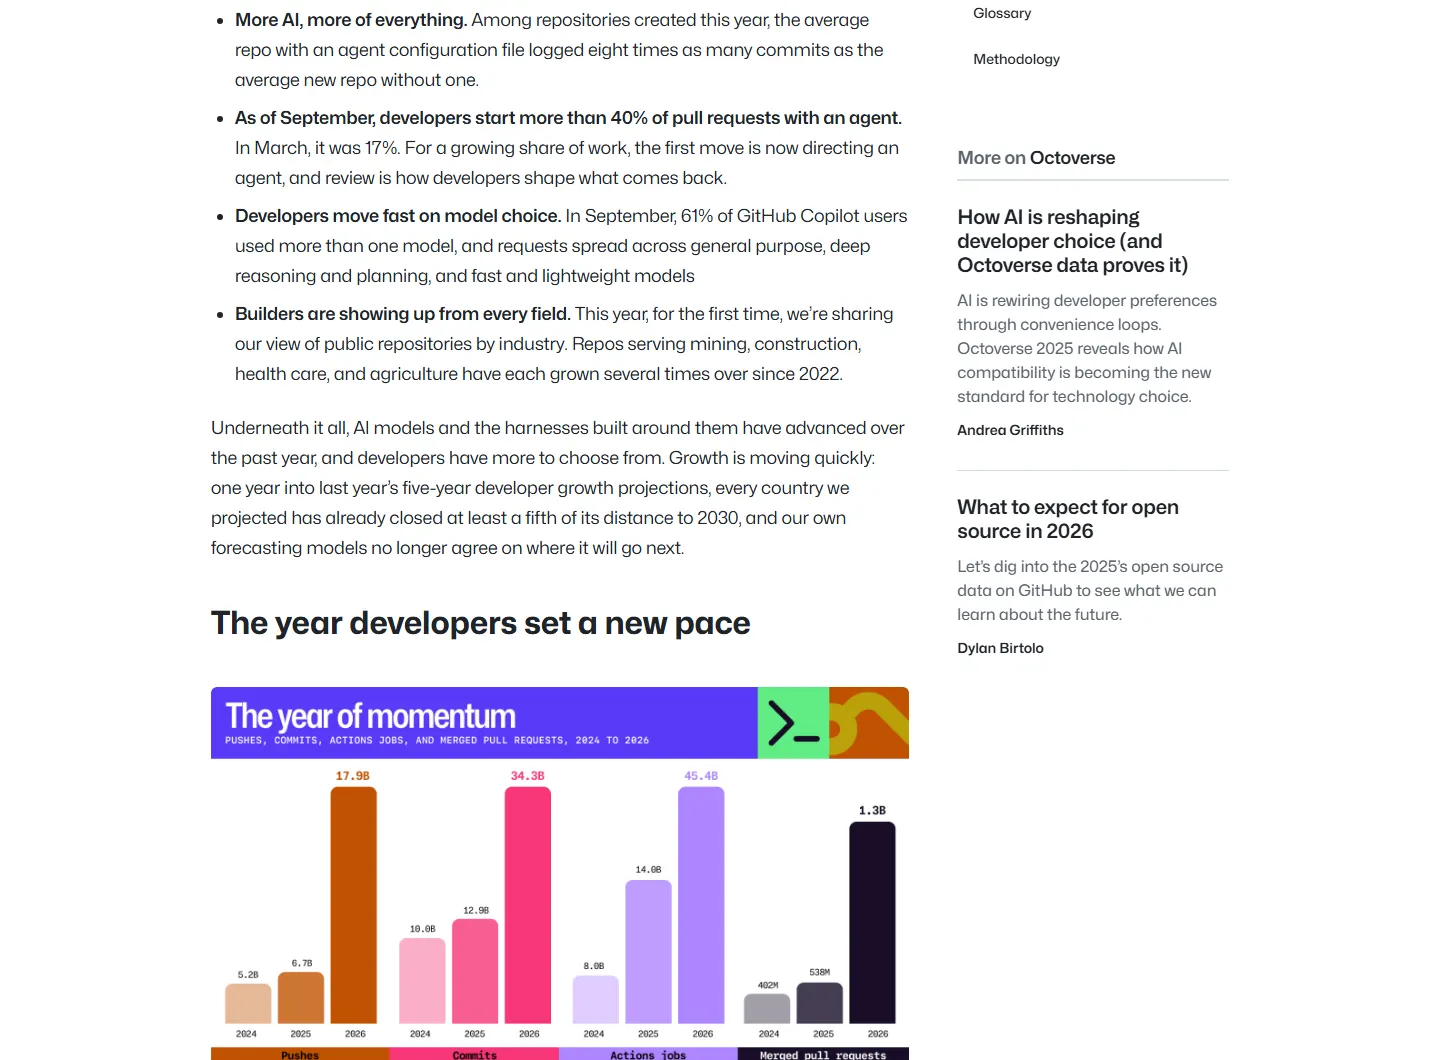 More AI, more of everything. Among repositories created this year, the average
repo with an agent configuration file logged eight times as many commits as the
average new repo without one.
As of September, developers start more than 40% of pull requests with an agent.
In March, it was 17%. For a growing share of work, the first move is now directing an
agent, and review is how developers shape what comes back.
Developers move fast on model choice. In September, 61% of GitHub Copilot users
used more than one model, and requests spread across general purpose, deep
reasoning and planning, and fast and lightweight models
Builders are showing up from every field. This year, for the first time, we’re sharing
our view of public repositories by industry. Repos serving mining, construction,
health care, and agriculture have each grown several times over since 2022.
Underneath it all, AI models and the harnesses built around them have advanced over
the past year, and developers have more to choose from. Growth is moving quickly:
one year into last year’s five-year developer growth projections, every country we
projected has already closed at least a fifth of its distance to 2030, and our own
forecasting models no longer agree on where it will go next.
The year developers set a new pace
The year of momentum
PUSHES, COMMITS, ACTIONS JOBS, AND MERGED PULL REQUESTS, 2024 TO 2026
5.2B
6.7B
17.9B
2024
2025
2026
Pushes
10.0B
12.9B
34.3B
2024
2025
2026
Commits
8.0B
14.0B
45.4B
2024
2025
2026
Actions jobs
402M
538M
1.3B
2024
2025
2026
Merged pull requests
Glossary
Methodology
More on Octoverse
How AI is reshaping
developer choice (and
Octoverse data proves it)
AI is rewiring developer preferences
through convenience loops.
Octoverse 2025 reveals how AI
compatibility is becoming the new
standard for technology choice.
Andrea Griffiths
What to expect for open
source in 2026
Let’s dig into the 2025’s open source
data on GitHub to see what we can
learn about the future.
Dylan Birtolo